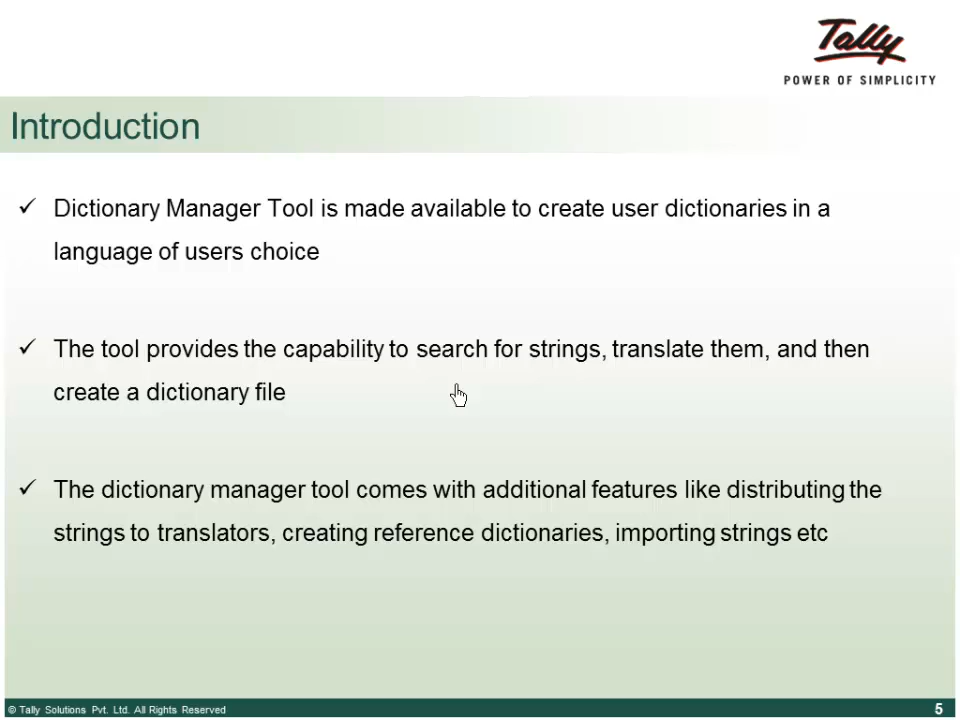 Tally
POWER OF SIMPLICITY
Introduction
✓ Dictionary Manager Tool is made available to create user dictionaries in a
language of users choice
✓ The tool provides the capability to search for strings, translate them, and then
create a dictionary file
✓ The dictionary manager tool comes with additional features like distributing the
strings to translators, creating reference dictionaries, importing strings etc
© Tally Solutions Pvt. Ltd. All Rights Reserved
5